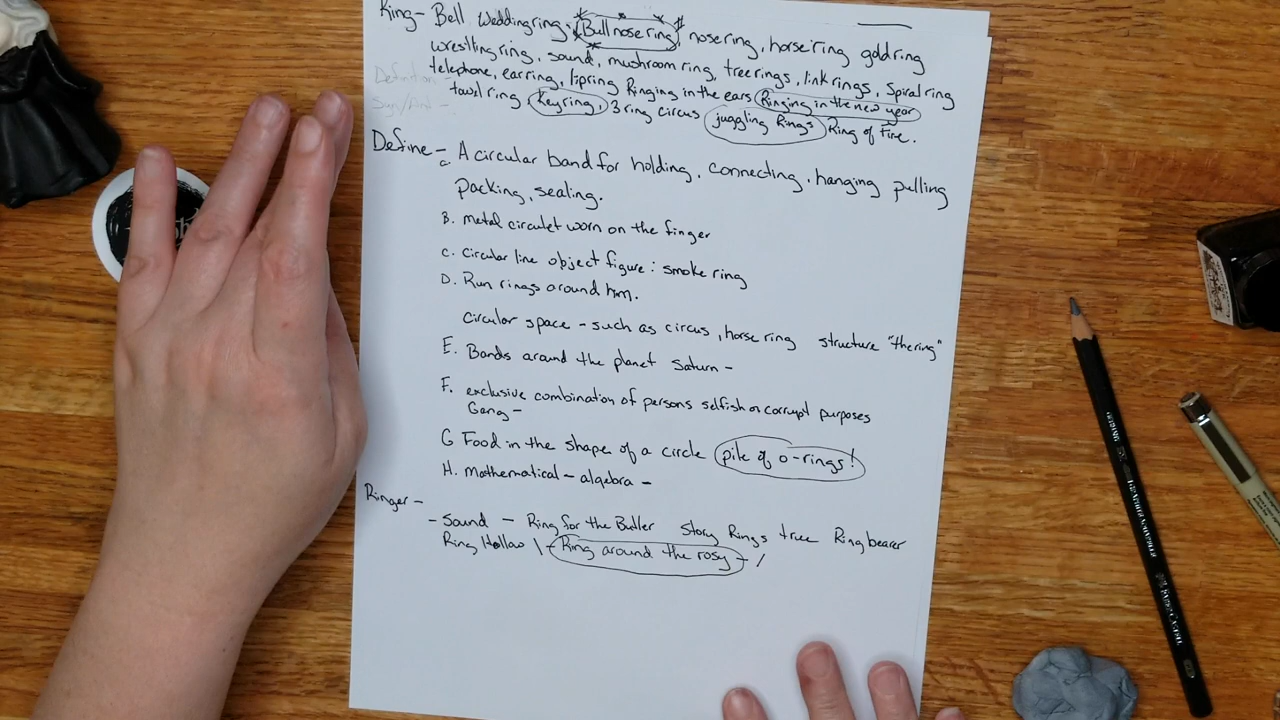 Ring - Bell Wedding ring. Bull nose ring, nose ring, horse ring gold ring
wrestling ring, sound, mushroom ring, tree rings, link rings, spiral ring
telephone, earring, lip ring Ringing in the ears Ringing in the new year
towel ring Key ring, 3 ring circus juggling Rings Ring of Fire.
Definition -
Syn/Ant -
Define - A circular band for holding, connecting, hanging pulling
packing, sealing.
B. metal circulet worn on the finger
C. circular line object figure: smoke ring
D. Run rings around him.
circular space - such as circus, horse ring structure "the ring"
E. Bands around the planet Saturn -
F. exclusive combination of persons selfish or corrupt purposes
Gang -
G Food in the shape of a circle pile of o-rings!
H. mathematical - algebra -
Ringer -
- Sound - Ring for the Butler story Rings tree Ringbearer
Ring Hollow \ - Ring around the rosy - /